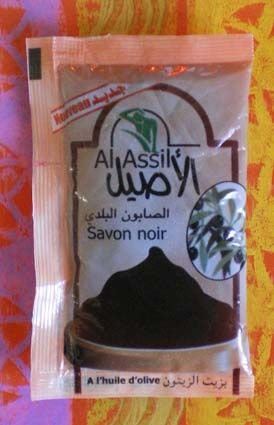 Nouveau جديد
Al Assil
الأصيل
الصابون البلدي
Savon noir
A l'huile d'olive بزيت الزيتون